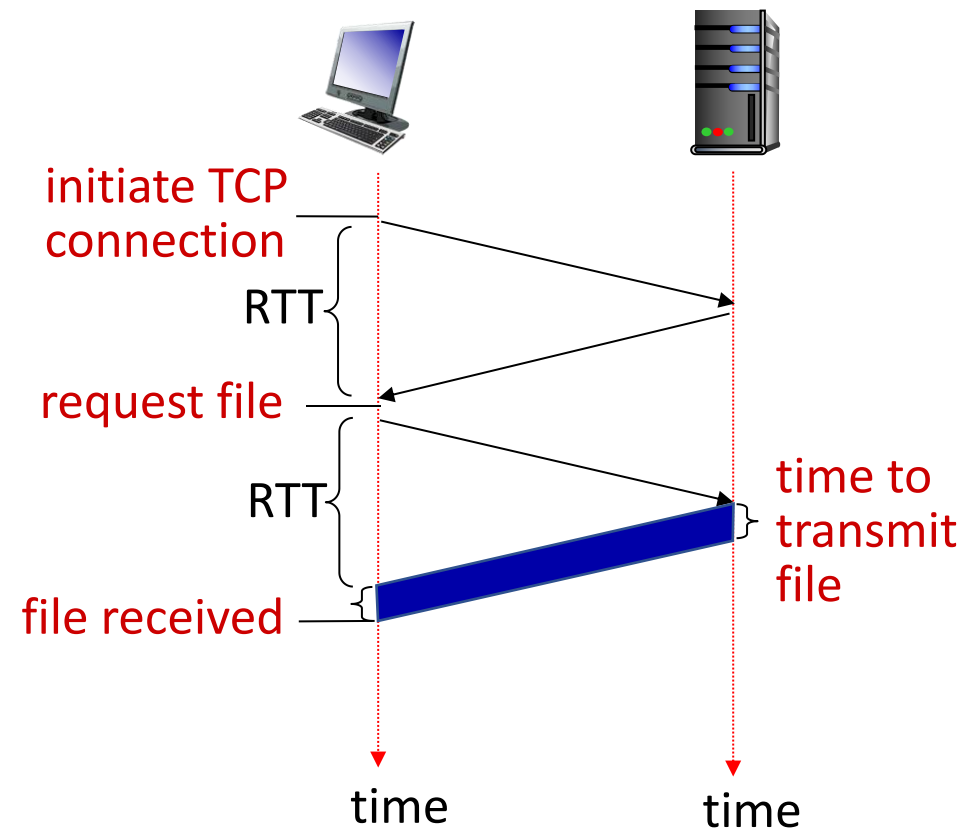 initiate TCP
connection
RTT
request file
RTT
time to
transmit
file
file received
time
time